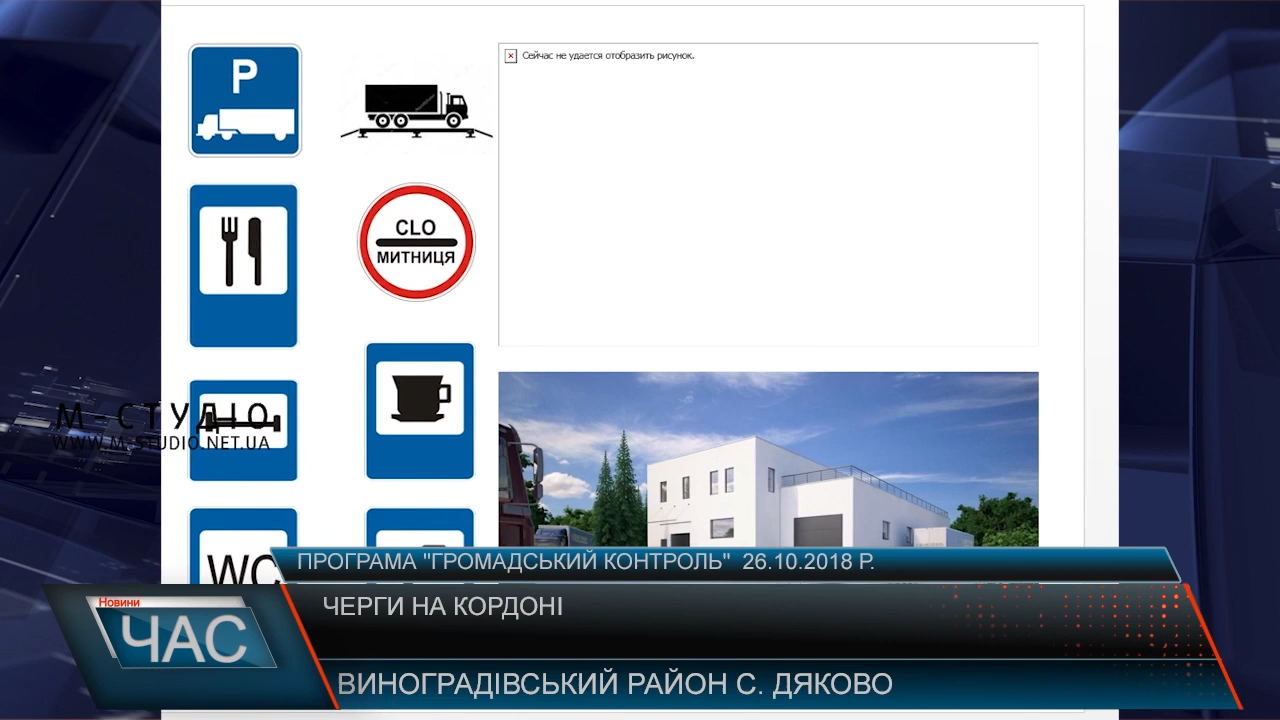 P
Сейчас не удается отобразить рисунок.
CLO
МИТНИЦЯ
М-СТУДІО
WWW.M-STUDIO.NET.UA
WC
ПРОГРАМА "ГРОМАДСЬКИЙ КОНТРОЛЬ" 26.10.2018 Р.
Новини
ЧАС
ЧЕРГИ НА КОРДОНІ
ВИНОГРАДІВСЬКИЙ РАЙОН С. ДЯКОВО